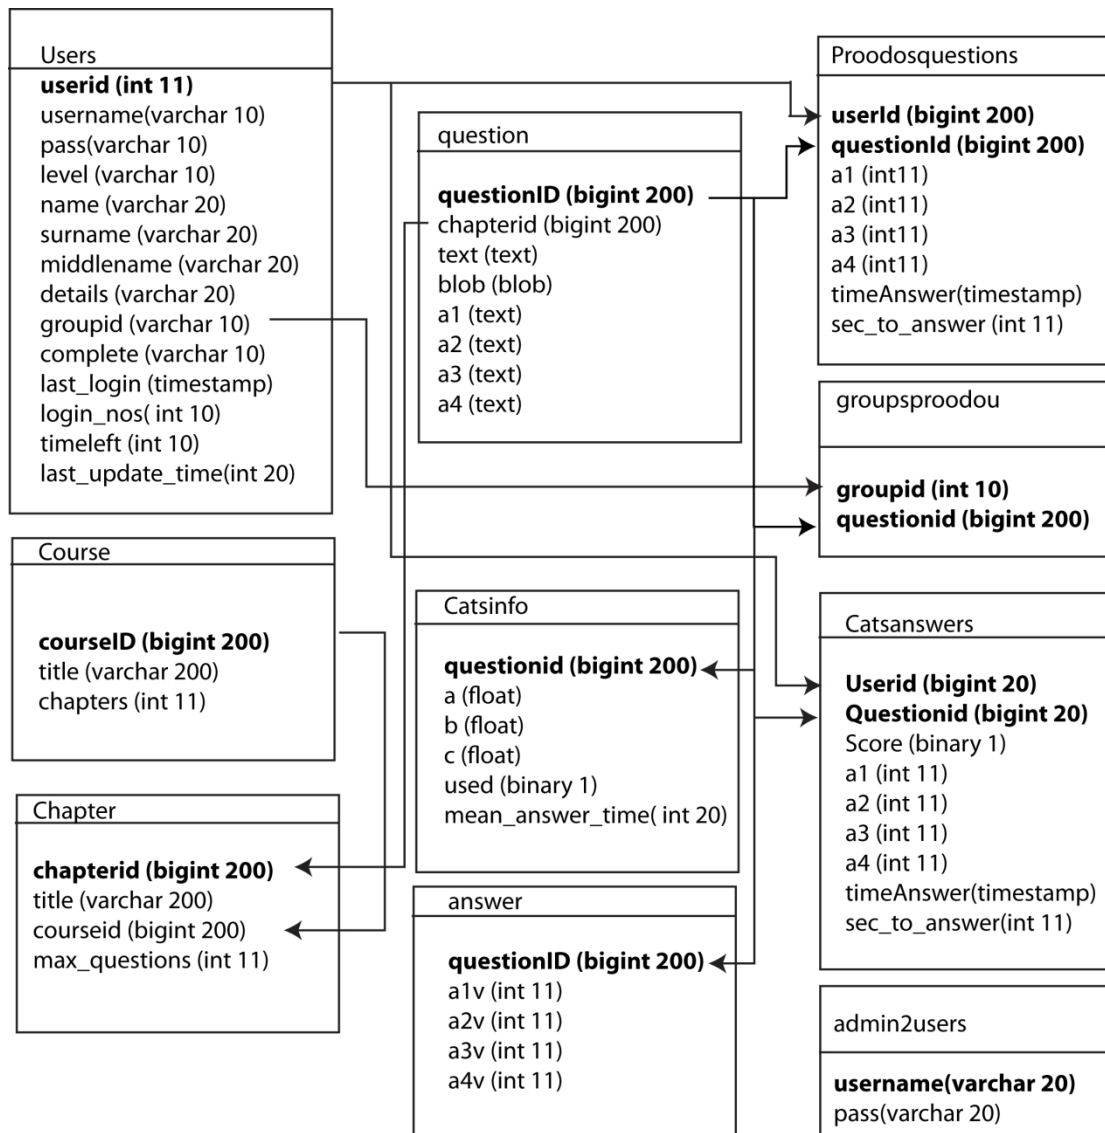 Users
userid (int 11)
username(varchar 10)
pass(varchar 10)
level (varchar 10)
name (varchar 20)
surname (varchar 20)
middlename (varchar 20)
details (varchar 20)
groupid (varchar 10)
complete (varchar 10)
last_login (timestamp)
login_nos( int 10)
timeleft (int 10)
last_update_time(int 20)
Course
courseID (bigint 200)
title (varchar 200)
chapters (int 11)
Chapter
chapterid (bigint 200)
title (varchar 200)
courseid (bigint 200)
max_questions (int 11)
question
questionID (bigint 200)
chapterid (bigint 200)
text (text)
blob (blob)
a1 (text)
a2 (text)
a3 (text)
a4 (text)
Catsinfo
questionid (bigint 200)
a (float)
b (float)
c (float)
used (binary 1)
mean_answer_time( int 20)
answer
questionID (bigint 200)
a1v (int 11)
a2v (int 11)
a3v (int 11)
a4v (int 11)
Proodosquestions
userId (bigint 200)
questionId (bigint 200)
a1 (int11)
a2 (int11)
a3 (int11)
a4 (int11)
timeAnswer(timestamp)
sec_to_answer (int 11)
groupsproodou
groupid (int 10)
questionid (bigint 200)
Catsanswers
Userid (bigint 20)
Questionid (bigint 20)
Score (binary 1)
a1 (int 11)
a2 (int 11)
a3 (int 11)
a4 (int 11)
timeAnswer(timestamp)
sec_to_answer(int 11)
admin2users
username(varchar 20)
pass(varchar 20)